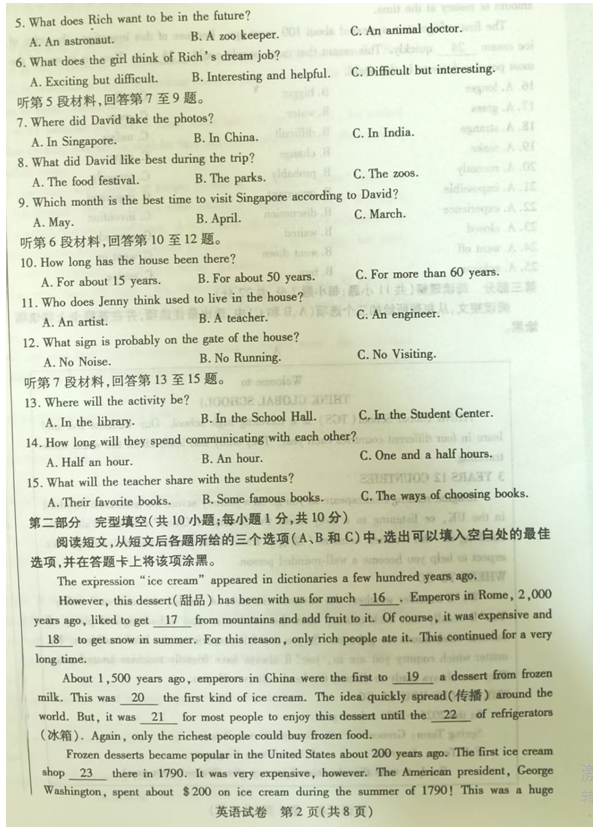 5. What does Rich want to be in the future?
A. An astronaut. B. A zoo keeper. C. An animal doctor.
6. What does the girl think of Rich's dream job?
A. Exciting but difficult. B. Interesting and helpful. C. Difficult but interesting.
听第 5 段材料,回答第 7 至 9 题。
7. Where did David take the photos?
A. In Singapore. B. In China. C. In India.
8. What did David like best during the trip?
A. The food festival. B. The parks. C. The zoos.
9. Which month is the best time to visit Singapore according to David?
A. May. B. April. C. March.
听第 6 段材料,回答第 10 至 12 题。
10. How long has the house been there?
A. For about 15 years. B. For about 50 years. C. For more than 60 years.
11. Who does Jenny think used to live in the house?
A. An artist. B. A teacher. C. An engineer.
12. What sign is probably on the gate of the house?
A. No Noise. B. No Running. C. No Visiting.
听第 7 段材料,回答第 13 至 15 题。
13. Where will the activity be?
A. In the library. B. In the School Hall. C. In the Student Center.
14. How long will they spend communicating with each other?
A. Half an hour. B. An hour. C. One and a half hours.
15. What will the teacher share with the students?
A. Their favorite books. B. Some famous books. C. The ways of choosing books.
第二部分 完型填空(共 10 小题;每小题 1 分,共 10 分)
阅读短文,从短文后各题所给的三个选项(A、B 和 C)中,选出可以填入空白处的最佳
选项,并在答题卡上将该项涂黑。
The expression "ice cream" appeared in dictionaries a few hundred years ago.
However, this dessert(甜品) has been with us for much 16 . Emperors in Rome, 2,000
years ago, liked to get 17 from mountains and add fruit to it. Of course, it was expensive and
18 to get snow in summer. For this reason, only rich people ate it. This continued for a very
long time.
About 1,500 years ago, emperors in China were the first to 19 a dessert from frozen
milk. This was 20 the first kind of ice cream. The idea quickly spread(传播) around the
world. But, it was 21 for most people to enjoy this dessert until the 22 of refrigerators
(冰箱). Again, only the richest people could buy frozen food.
Frozen desserts became popular in the United States about 200 years ago. The first ice cream
shop 23 there in 1790. It was very expensive, however. The American president, George
Washington, spent about $200 on ice cream during the summer of 1790! This was a huge
英语试卷 第 2 页(共 8 页)